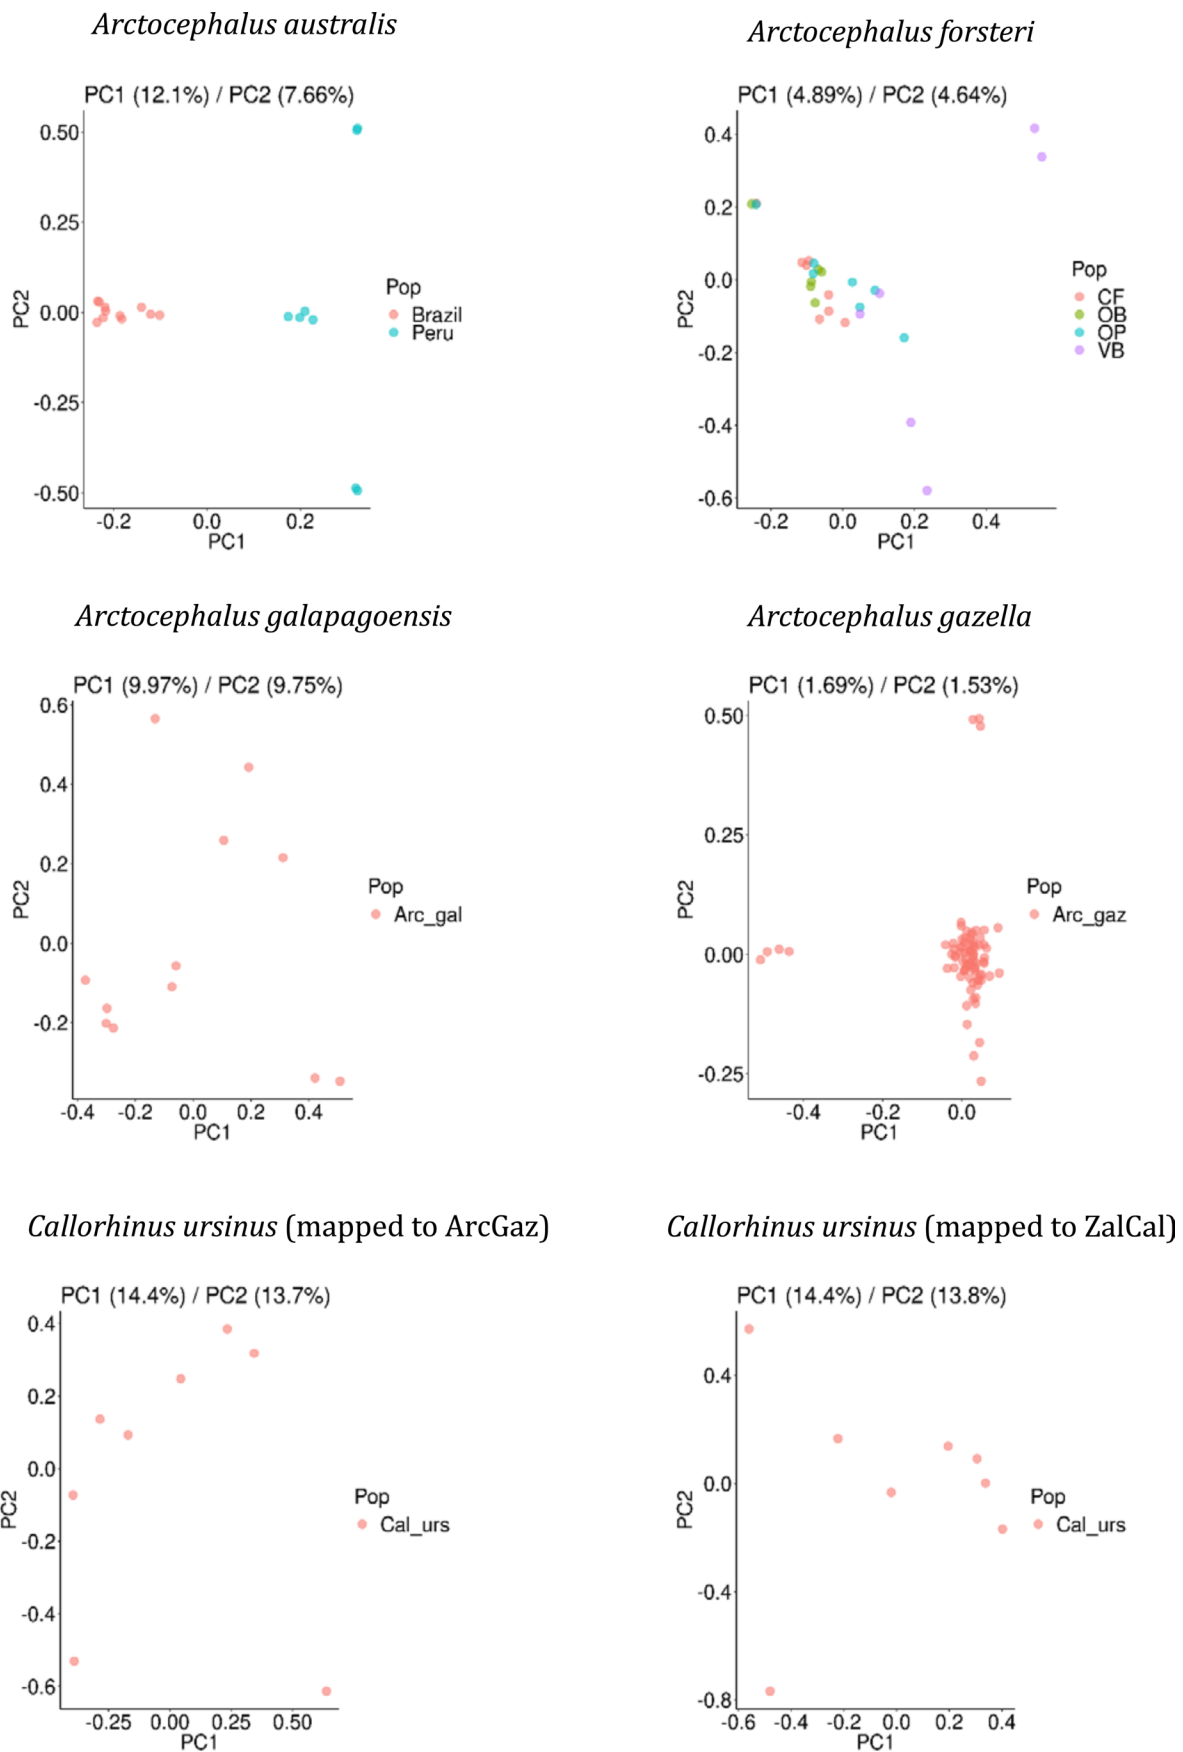 Arctocephalus australis
PC1 (12.1%) / PC2 (7.66%)
0.50
0.25
0.00
-0.25
-0.50
PC2
-0.2
0.0
0.2
PC1
Pop
Brazil
Peru
Arctocephalus forsteri
PC1 (4.89%) / PC2 (4.64%)
0.4
0.2
0.0
-0.2
-0.4
-0.6
PC2
-0.2
0.0
0.2
0.4
PC1
Pop
CF
OB
OP
VB
Arctocephalus galapagoensis
PC1 (9.97%) / PC2 (9.75%)
0.6
0.4
0.2
0.0
-0.2
PC2
-0.4
-0.2
0.0
0.2
0.4
PC1
Pop
Arc_gal
Arctocephalus gazella
PC1 (1.69%) / PC2 (1.53%)
0.50
0.25
0.00
-0.25
PC2
-0.4
-0.2
0.0
PC1
Pop
Arc_gaz
Callorhinus ursinus (mapped to ArcGaz)
PC1 (14.4%) / PC2 (13.7%)
0.4
0.2
0.0
-0.2
-0.4
-0.6
PC2
-0.25
0.00
0.25
0.50
PC1
Pop
Cal_urs
Callorhinus ursinus (mapped to ZalCal)
PC1 (14.4%) / PC2 (13.8%)
0.4
0.0
-0.4
-0.8
PC2
-0.6
-0.4
-0.2
0.0
0.2
0.4
PC1
Pop
Cal_urs